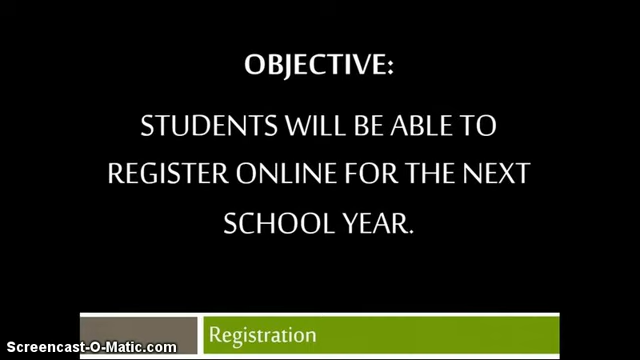 OBJECTIVE:
STUDENTS WILL BE ABLE TO
REGISTER ONLINE FOR THE NEXT
SCHOOL YEAR.
Registration
Screencast-O-Matic.com